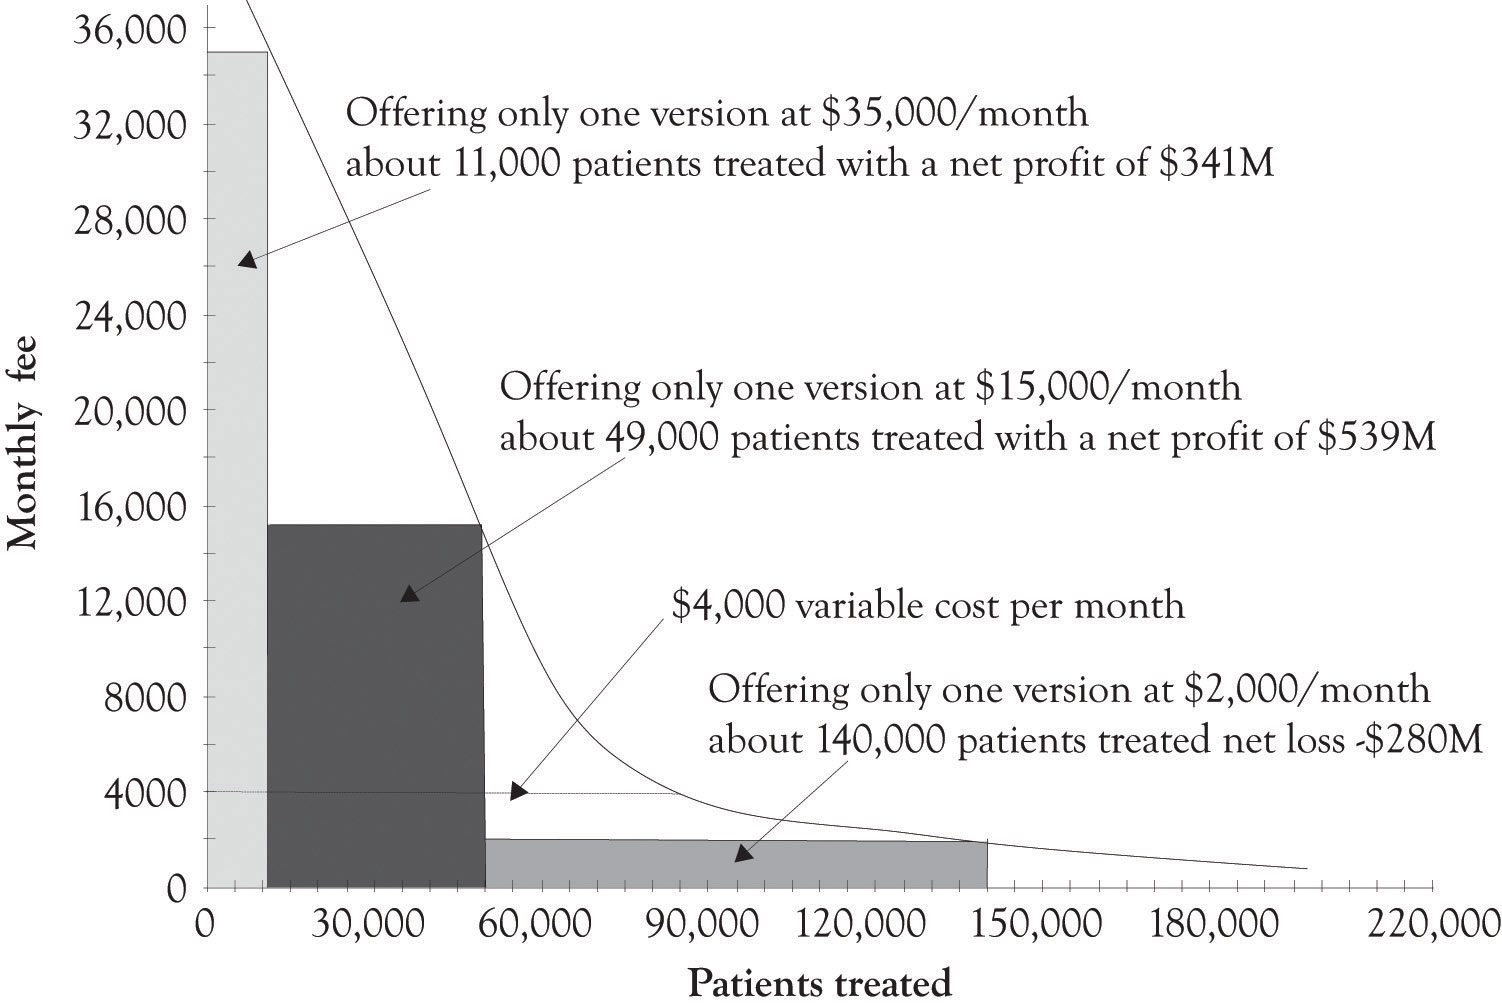 36,000
32,000
28,000
24,000
20,000
16,000
12,000
8000
4000
0
Monthly fee
Offering only one version at $35,000/month
about 11,000 patients treated with a net profit of $341M
Offering only one version at $15,000/month
about 49,000 patients treated with a net profit of $539M
$4,000 variable cost per month
Offering only one version at $2,000/month
about 140,000 patients treated net loss -$280M
0 30,000 60,000 90,000 120,000 150,000 180,000 220,000
Patients treated